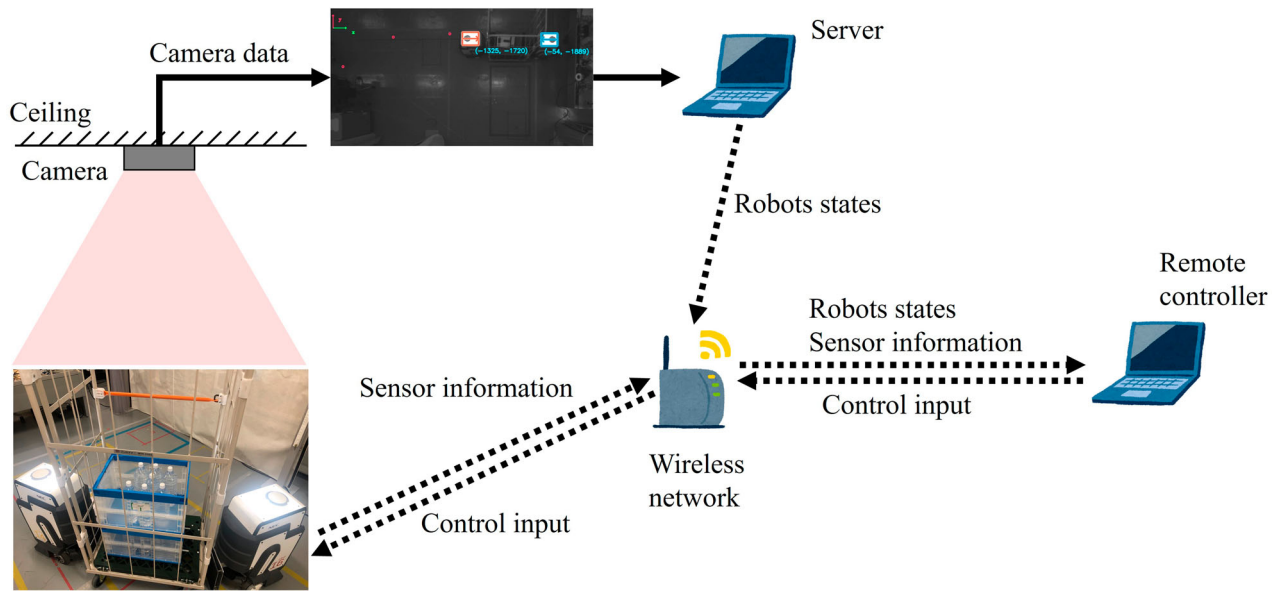 Camera data
Server
Ceiling
Camera
(-1325, -1720)
(-54, -1889)
Robots states
Remote
controller
Robots states
Sensor information
Control input
Sensor information
Wireless
network
Control input